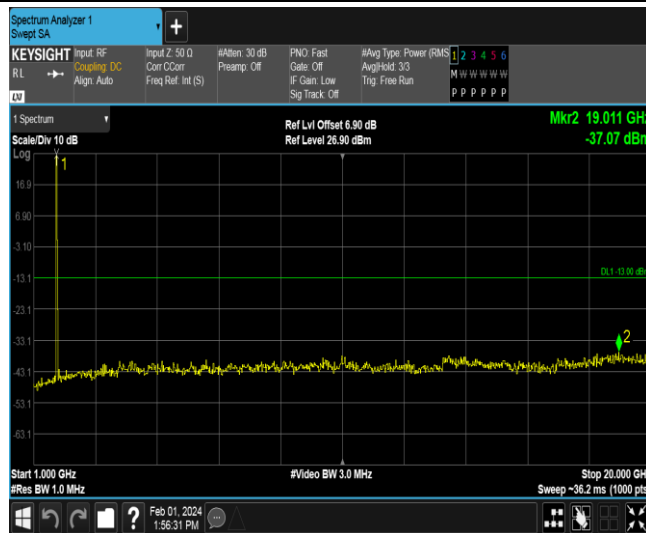 Spectrum Analyzer 1
Swept SA
+
KEYSIGHT
RL
LXI
Input: RF
Coupling: DC
Align: Auto
Input Z: 50 Ω
Corr CCorr
Freq Ref: Int (S)
#Atten: 30 dB
Preamp: Off
PNO: Fast
Gate: Off
IF Gain: Low
Sig Track: Off
#Avg Type: Power (RMS
Avg|Hold: 3/3
Trig: Free Run
1 2 3 4 5 6
M W W W W W
P P P P P P
1 Spectrum
Scale/Div 10 dB
Log
Ref Lvl Offset 6.90 dB
Ref Level 26.90 dBm
Mkr2 19.011 GHz
-37.07 dBm
1
16.9
6.90
-3.10
-13.1
DL1 -13.00 dBm
-23.1
-33.1
2
-43.1
-53.1
-63.1
Start 1.000 GHz
#Res BW 1.0 MHz
#Video BW 3.0 MHz
Stop 20.000 GHz
Sweep ~36.2 ms (1000 pts
?
Feb 01, 2024
1:56:31 PM